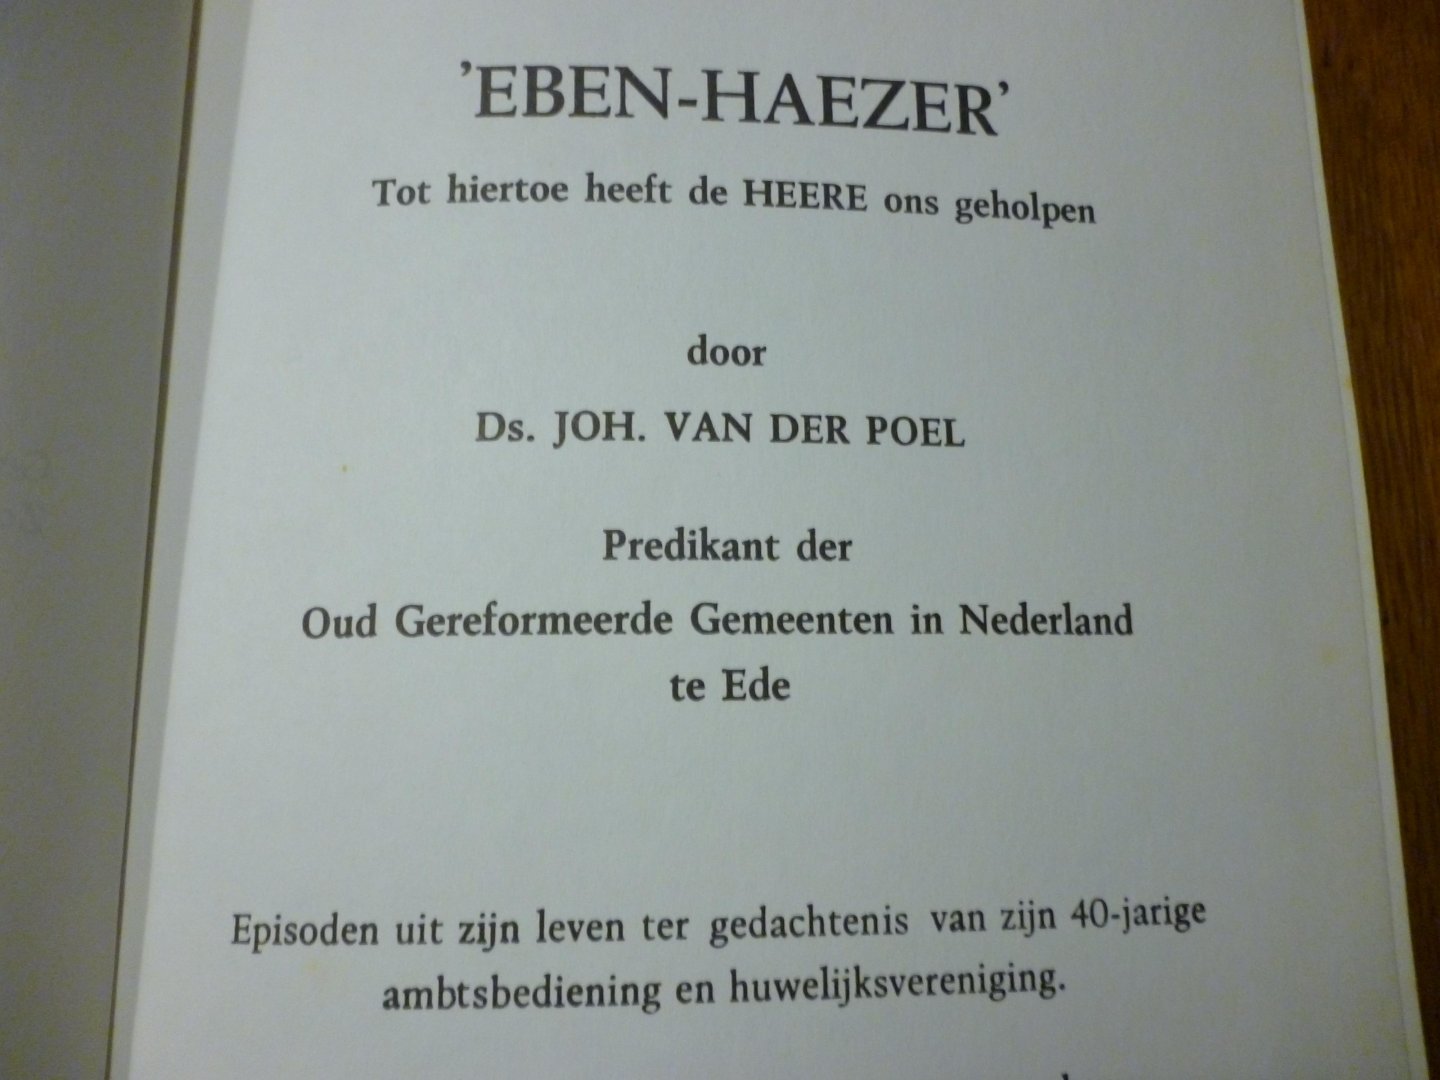 ’EBEN-HAEZER’
Tot hiertoe heeft de HEERE ons geholpen
door
Ds. JOH. VAN DER POEL
Predikant der
Oud Gereformeerde Gemeenten in Nederland
te Ede
Episoden uit zijn leven ter gedachtenis van zijn 40-jarige
ambtsbediening en huwelijksvereniging.